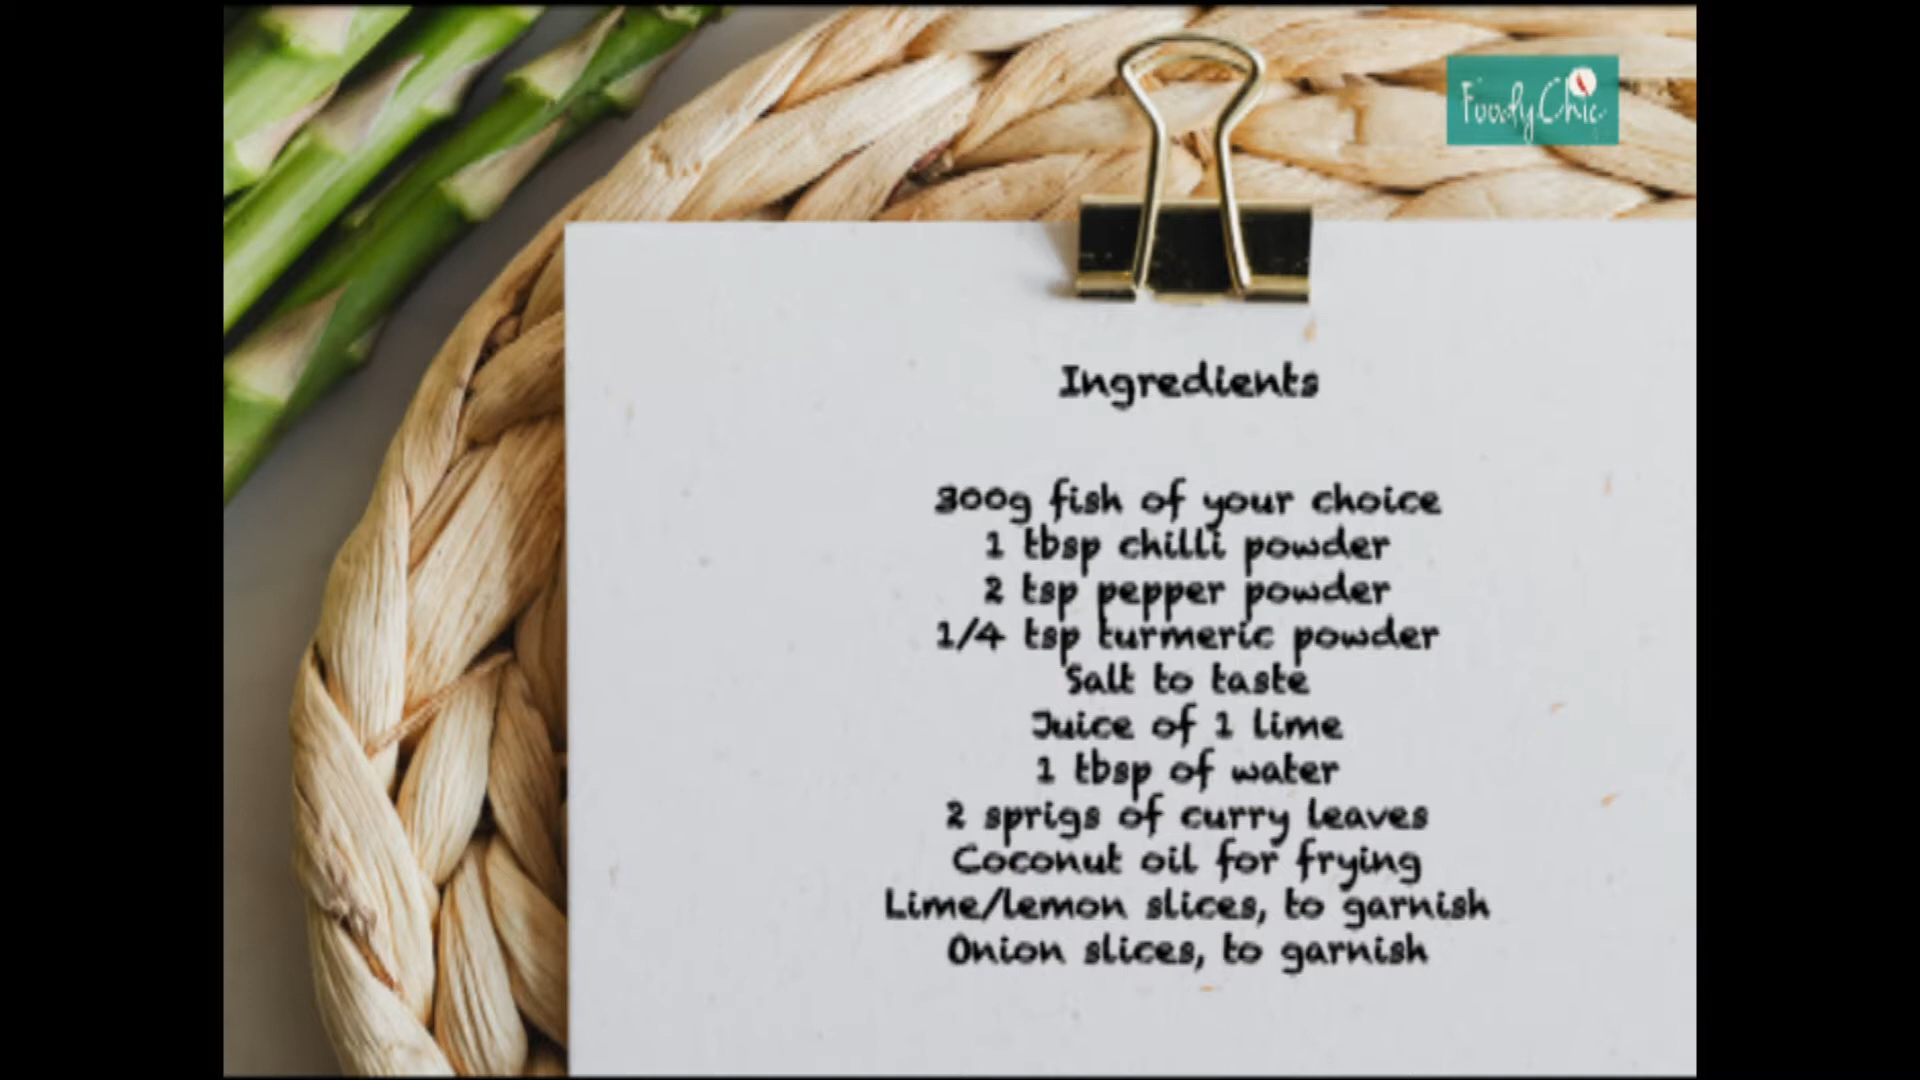 FoodyChic
Ingredients
300g fish of your choice
1 tbsp chilli powder
2 tsp pepper powder
1/4 tsp turmeric powder
Salt to taste
Juice of 1 lime
1 tbsp of water
2 sprigs of curry leaves
Coconut oil for frying
Lime/lemon slices, to garnish
Onion slices, to garnish